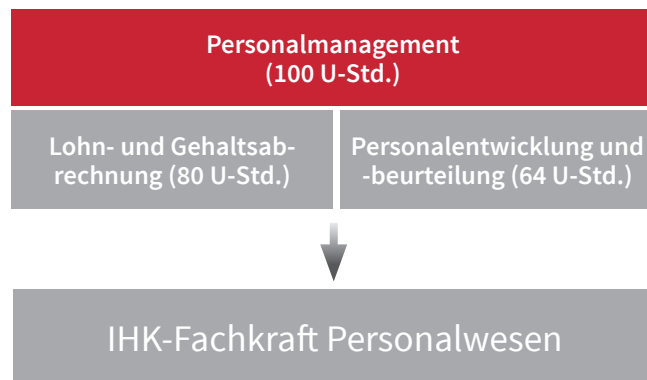 Personalmanagement
(100 U-Std.)
Lohn- und Gehaltsab-
rechnung (80 U-Std.)
Personalentwicklung und
-beurteilung (64 U-Std.)
IHK-Fachkraft Personalwesen